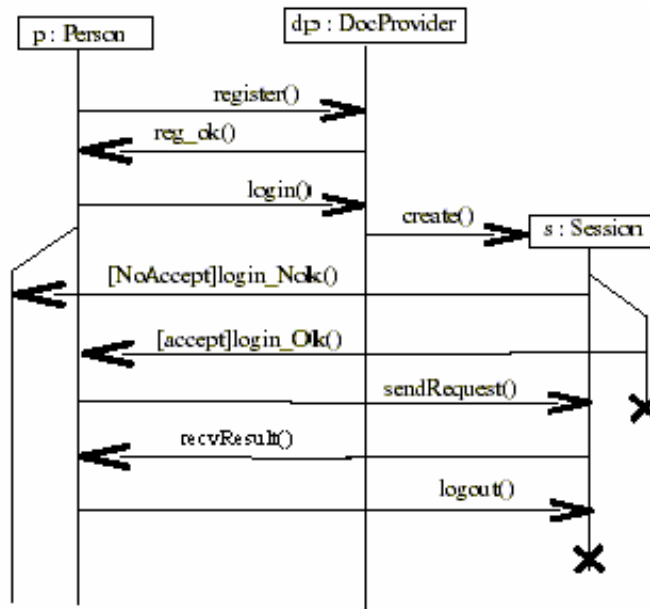 p : Person
dp : DocProvider
register()
reg_ok()
login()
create()
s : Session
[NoAccept]login_Nok()
[accept]login_Ok()
sendRequest()
recvResult()
logout()